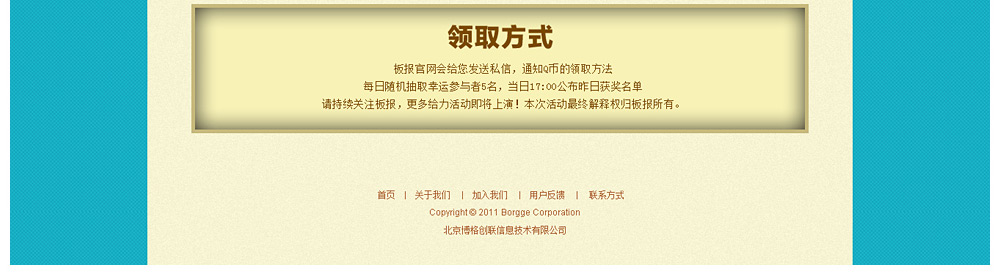 领取方式
板报官网会给您发送私信，通知Q币的领取方法
每日随机抽取幸运参与者5名，当日17:00公布昨日获奖名单
请持续关注板报，更多给力活动即将上演！本次活动最终解释权归板报所有。
首页 | 关于我们 | 加入我们 | 用户反馈 | 联系方式
Copyright © 2011 Borgge Corporation
北京博格创联信息技术有限公司